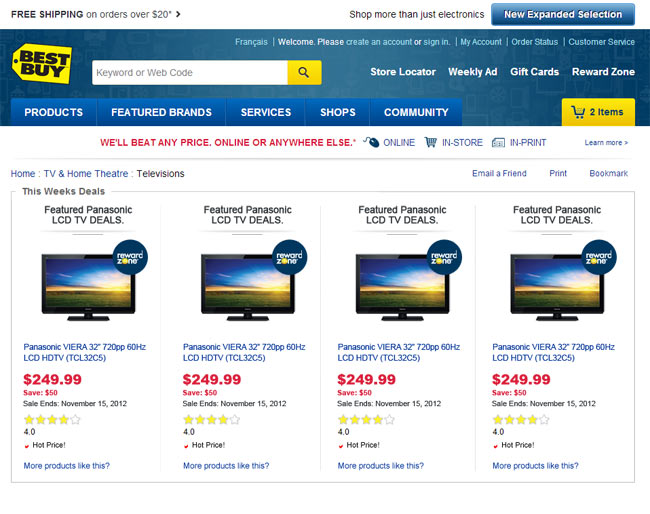 FREE SHIPPING on orders over $20* >
Shop more than just electronics
New Expanded Selection
Français | Welcome. Please create an account or sign in. | My Account | Order Status | Customer Service
BEST BUY
Keyword or Web Code
Store Locator Weekly Ad Gift Cards Reward Zone
PRODUCTS FEATURED BRANDS SERVICES SHOPS COMMUNITY
2 Items
WE'LL BEAT ANY PRICE. ONLINE OR ANYWHERE ELSE.* ONLINE IN-STORE IN-PRINT Learn more >
Home : TV & Home Theatre : Televisions
Email a Friend Print Bookmark
This Weeks Deals
Featured Panasonic
LCD TV DEALS.
reward
zone
Panasonic VIERA 32" 720pp 60Hz
LCD HDTV (TCL32C5)
$249.99
Save: $50
Sale Ends: November 15, 2012
4.0
Hot Price!
More products like this?
Featured Panasonic
LCD TV DEALS.
reward
zone
Panasonic VIERA 32" 720pp 60Hz
LCD HDTV (TCL32C5)
$249.99
Save: $50
Sale Ends: November 15, 2012
4.0
Hot Price!
More products like this?
Featured Panasonic
LCD TV DEALS.
reward
zone
Panasonic VIERA 32" 720pp 60Hz
LCD HDTV (TCL32C5)
$249.99
Save: $50
Sale Ends: November 15, 2012
4.0
Hot Price!
More products like this?
Featured Panasonic
LCD TV DEALS.
reward
zone
Panasonic VIERA 32" 720pp 60Hz
LCD HDTV (TCL32C5)
$249.99
Save: $50
Sale Ends: November 15, 2012
4.0
Hot Price!
More products like this?